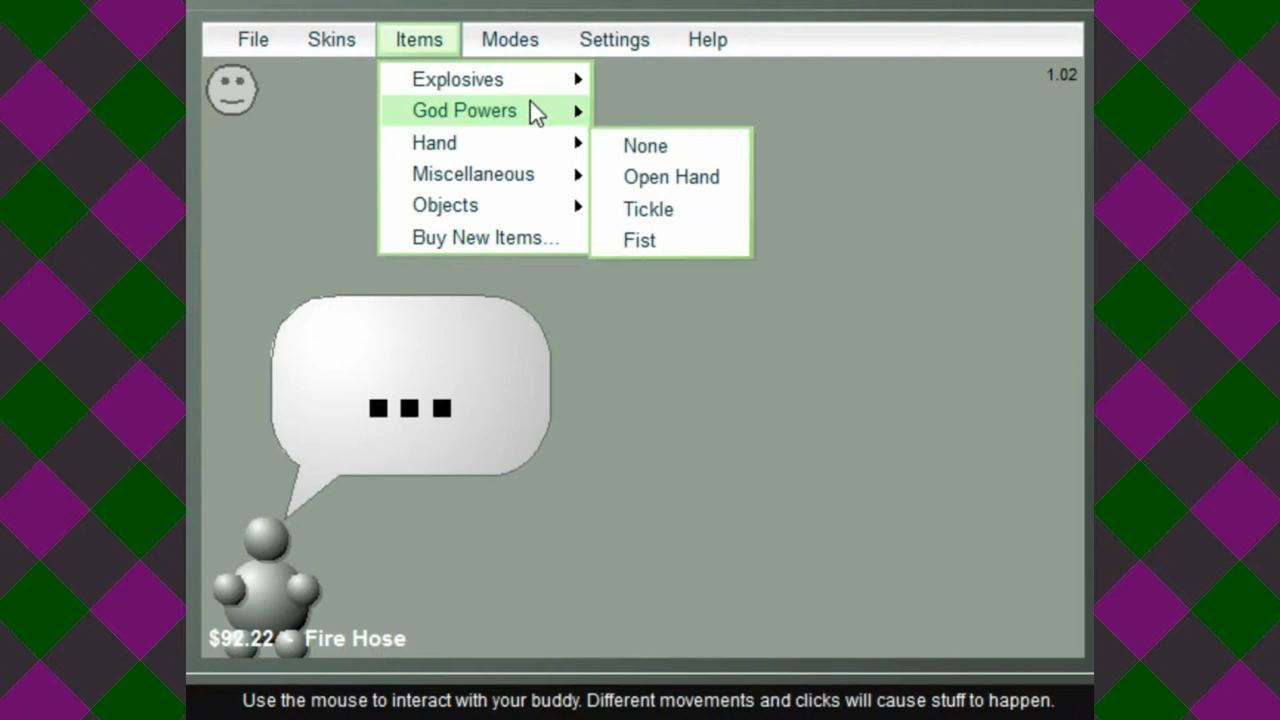 File Skins Items Modes Settings Help
1.02
Explosives
God Powers
Hand
Miscellaneous
Objects
Buy New Items...
None
Open Hand
Tickle
Fist
...
$92.22 - Fire Hose
Use the mouse to interact with your buddy. Different movements and clicks will cause stuff to happen.